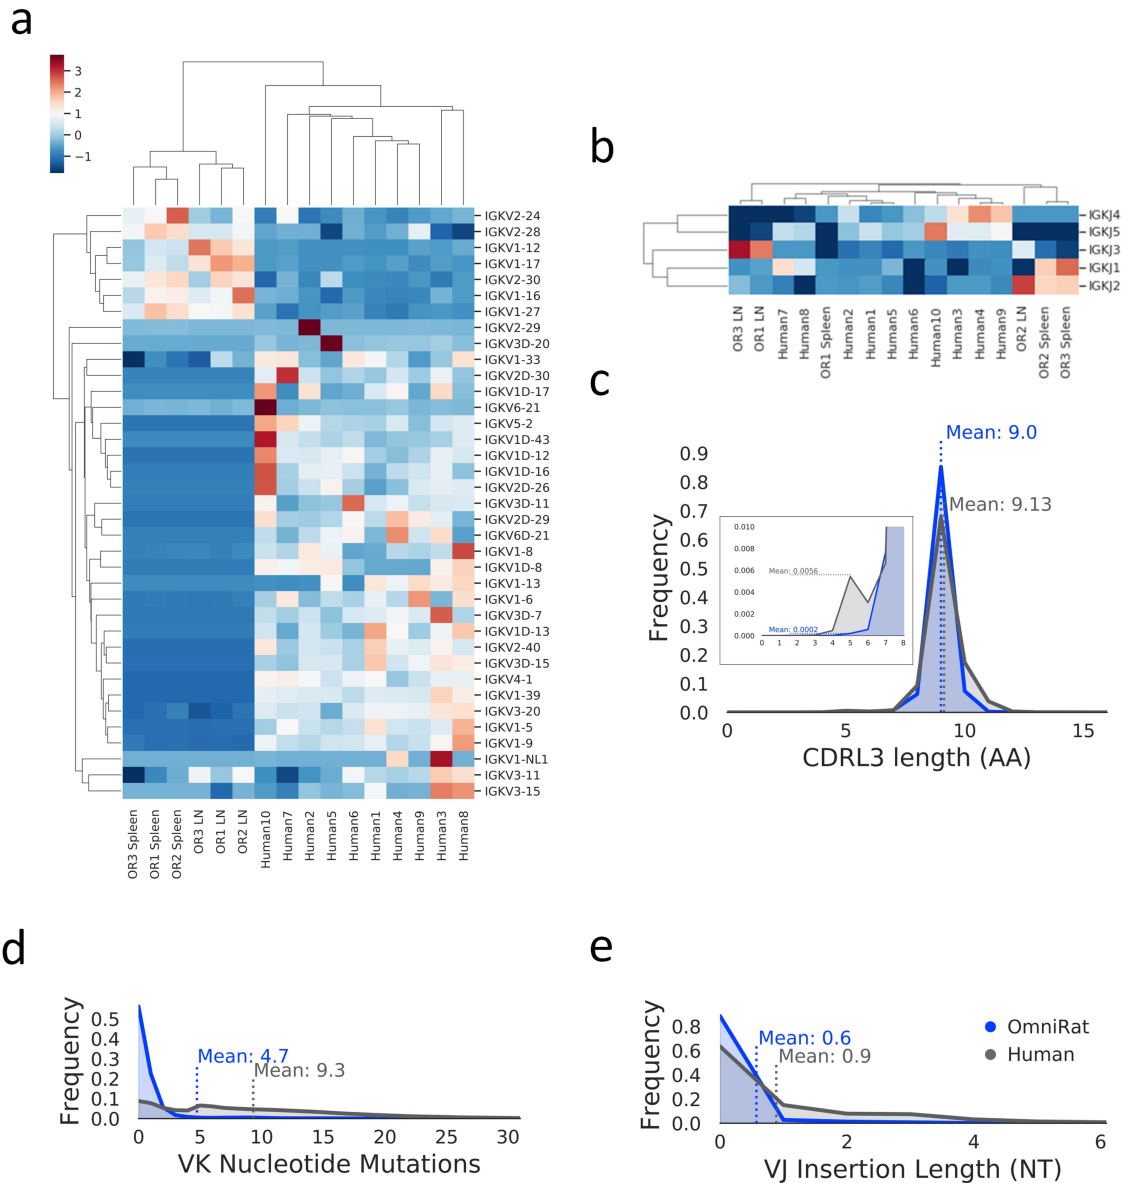 a
3
2
1
0
−1
IGKV2-24
IGKV2-28
IGKV1-12
IGKV1-17
IGKV2-30
IGKV1-16
IGKV1-27
IGKV2-29
IGKV3D-20
IGKV1-33
IGKV2D-30
IGKV1D-17
IGKV6-21
IGKV5-2
IGKV1D-43
IGKV1D-12
IGKV1D-16
IGKV2D-26
IGKV3D-11
IGKV2D-29
IGKV6D-21
IGKV1-8
IGKV1D-8
IGKV1-13
IGKV1-6
IGKV3D-7
IGKV1D-13
IGKV2-40
IGKV3D-15
IGKV4-1
IGKV1-39
IGKV3-20
IGKV1-5
IGKV1-9
IGKV1-NL1
IGKV3-11
IGKV3-15
OR3 Spleen
OR1 Spleen
OR2 Spleen
OR3 LN
OR1 LN
OR2 LN
Human10
Human7
Human2
Human5
Human6
Human1
Human4
Human9
Human3
Human8
b
IGKJ4
IGKJ5
IGKJ3
IGKJ1
IGKJ2
OR3 LN
OR1 LN
Human7
Human8
OR1 Spleen
Human2
Human1
Human5
Human6
Human10
Human3
Human4
Human9
OR2 LN
OR2 Spleen
OR3 Spleen
c
Mean: 9.0
Mean: 9.13
Frequency
0.9
0.8
0.7
0.6
0.5
0.4
0.3
0.2
0.1
0.0
0.010
0.008
0.006
0.004
0.002
0.000
Mean: 0.0056
Mean: 0.0002
0 1 2 3 4 5 6 7 8
0 5 10 15
CDRL3 length (AA)
d
Frequency
0.5
0.4
0.3
0.2
0.1
0.0
Mean: 4.7
Mean: 9.3
0 5 10 15 20 25 30
VK Nucleotide Mutations
e
Frequency
0.8
0.6
0.4
0.2
0.0
Mean: 0.6
Mean: 0.9
OmniRat
Human
0 2 4 6
VJ Insertion Length (NT)